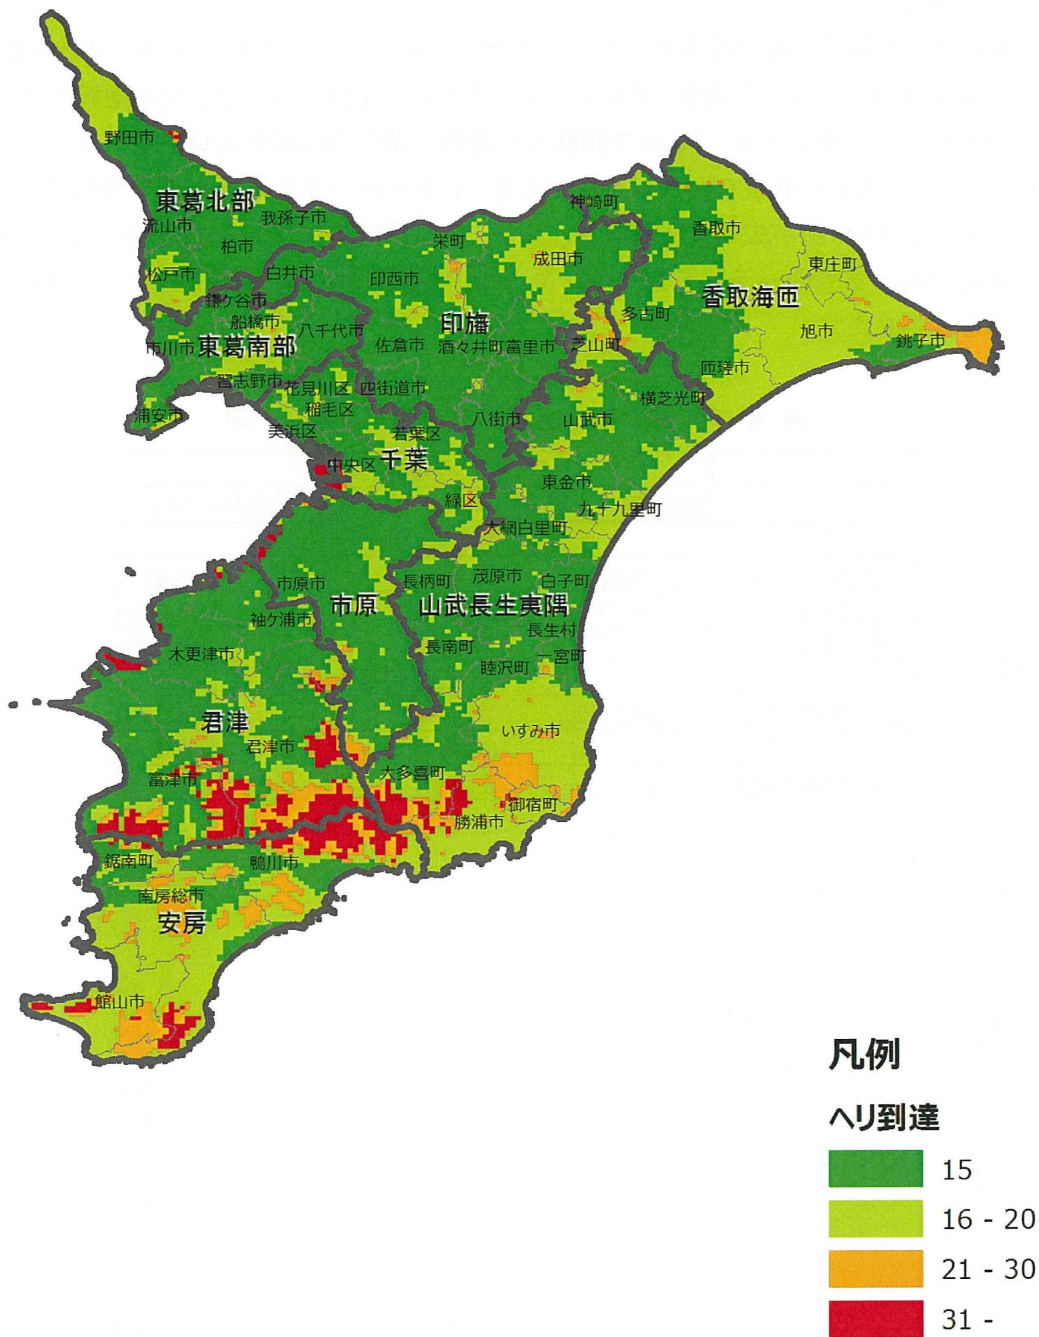 野田市
東葛北部
我孫子市
流山市
柏市
松戸市
白井市
鎌ケ谷市
船橋市
東葛南部
八千代市
市川市
習志野市
浦安市
神崎町
栄町
成田市
印西市
印旛
佐倉市
酒々井町
富里市
四街道市
八街市
香取市
東庄町
香取海匝
多古町
旭市
銚子市
芝山町
匝瑳市
横芝光町
山武市
花見川区
稲毛区
美浜区
若葉区
中央区
千葉
緑区
東金市
九十九里町
大網白里町
市原市
市原
長柄町
茂原市
白子町
山武長生夷隅
長生村
長南町
一宮町
睦沢町
いすみ市
袖ケ浦市
木更津市
君津
君津市
富津市
大多喜町
御宿町
勝浦市
鋸南町
鴨川市
南房総市
安房
館山市
凡例
ヘリ到達
15
16 - 20
21 - 30
31 -